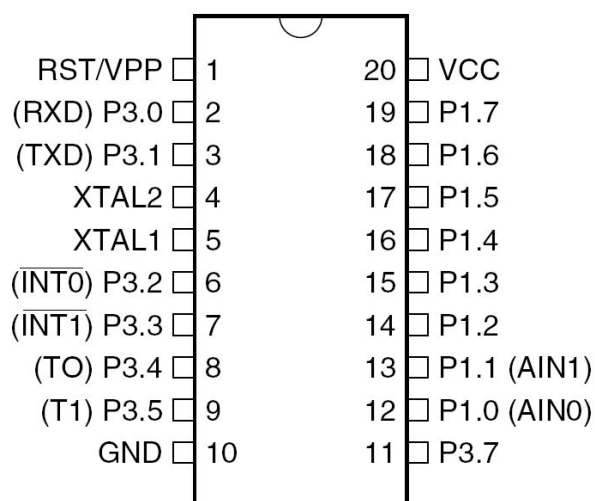 RST/VPP 1 20 VCC
(RXD) P3.0 2 19 P1.7
(TXD) P3.1 3 18 P1.6
XTAL2 4 17 P1.5
XTAL1 5 16 P1.4
(INT0) P3.2 6 15 P1.3
(INT1) P3.3 7 14 P1.2
(TO) P3.4 8 13 P1.1 (AIN1)
(T1) P3.5 9 12 P1.0 (AIN0)
GND 10 11 P3.7